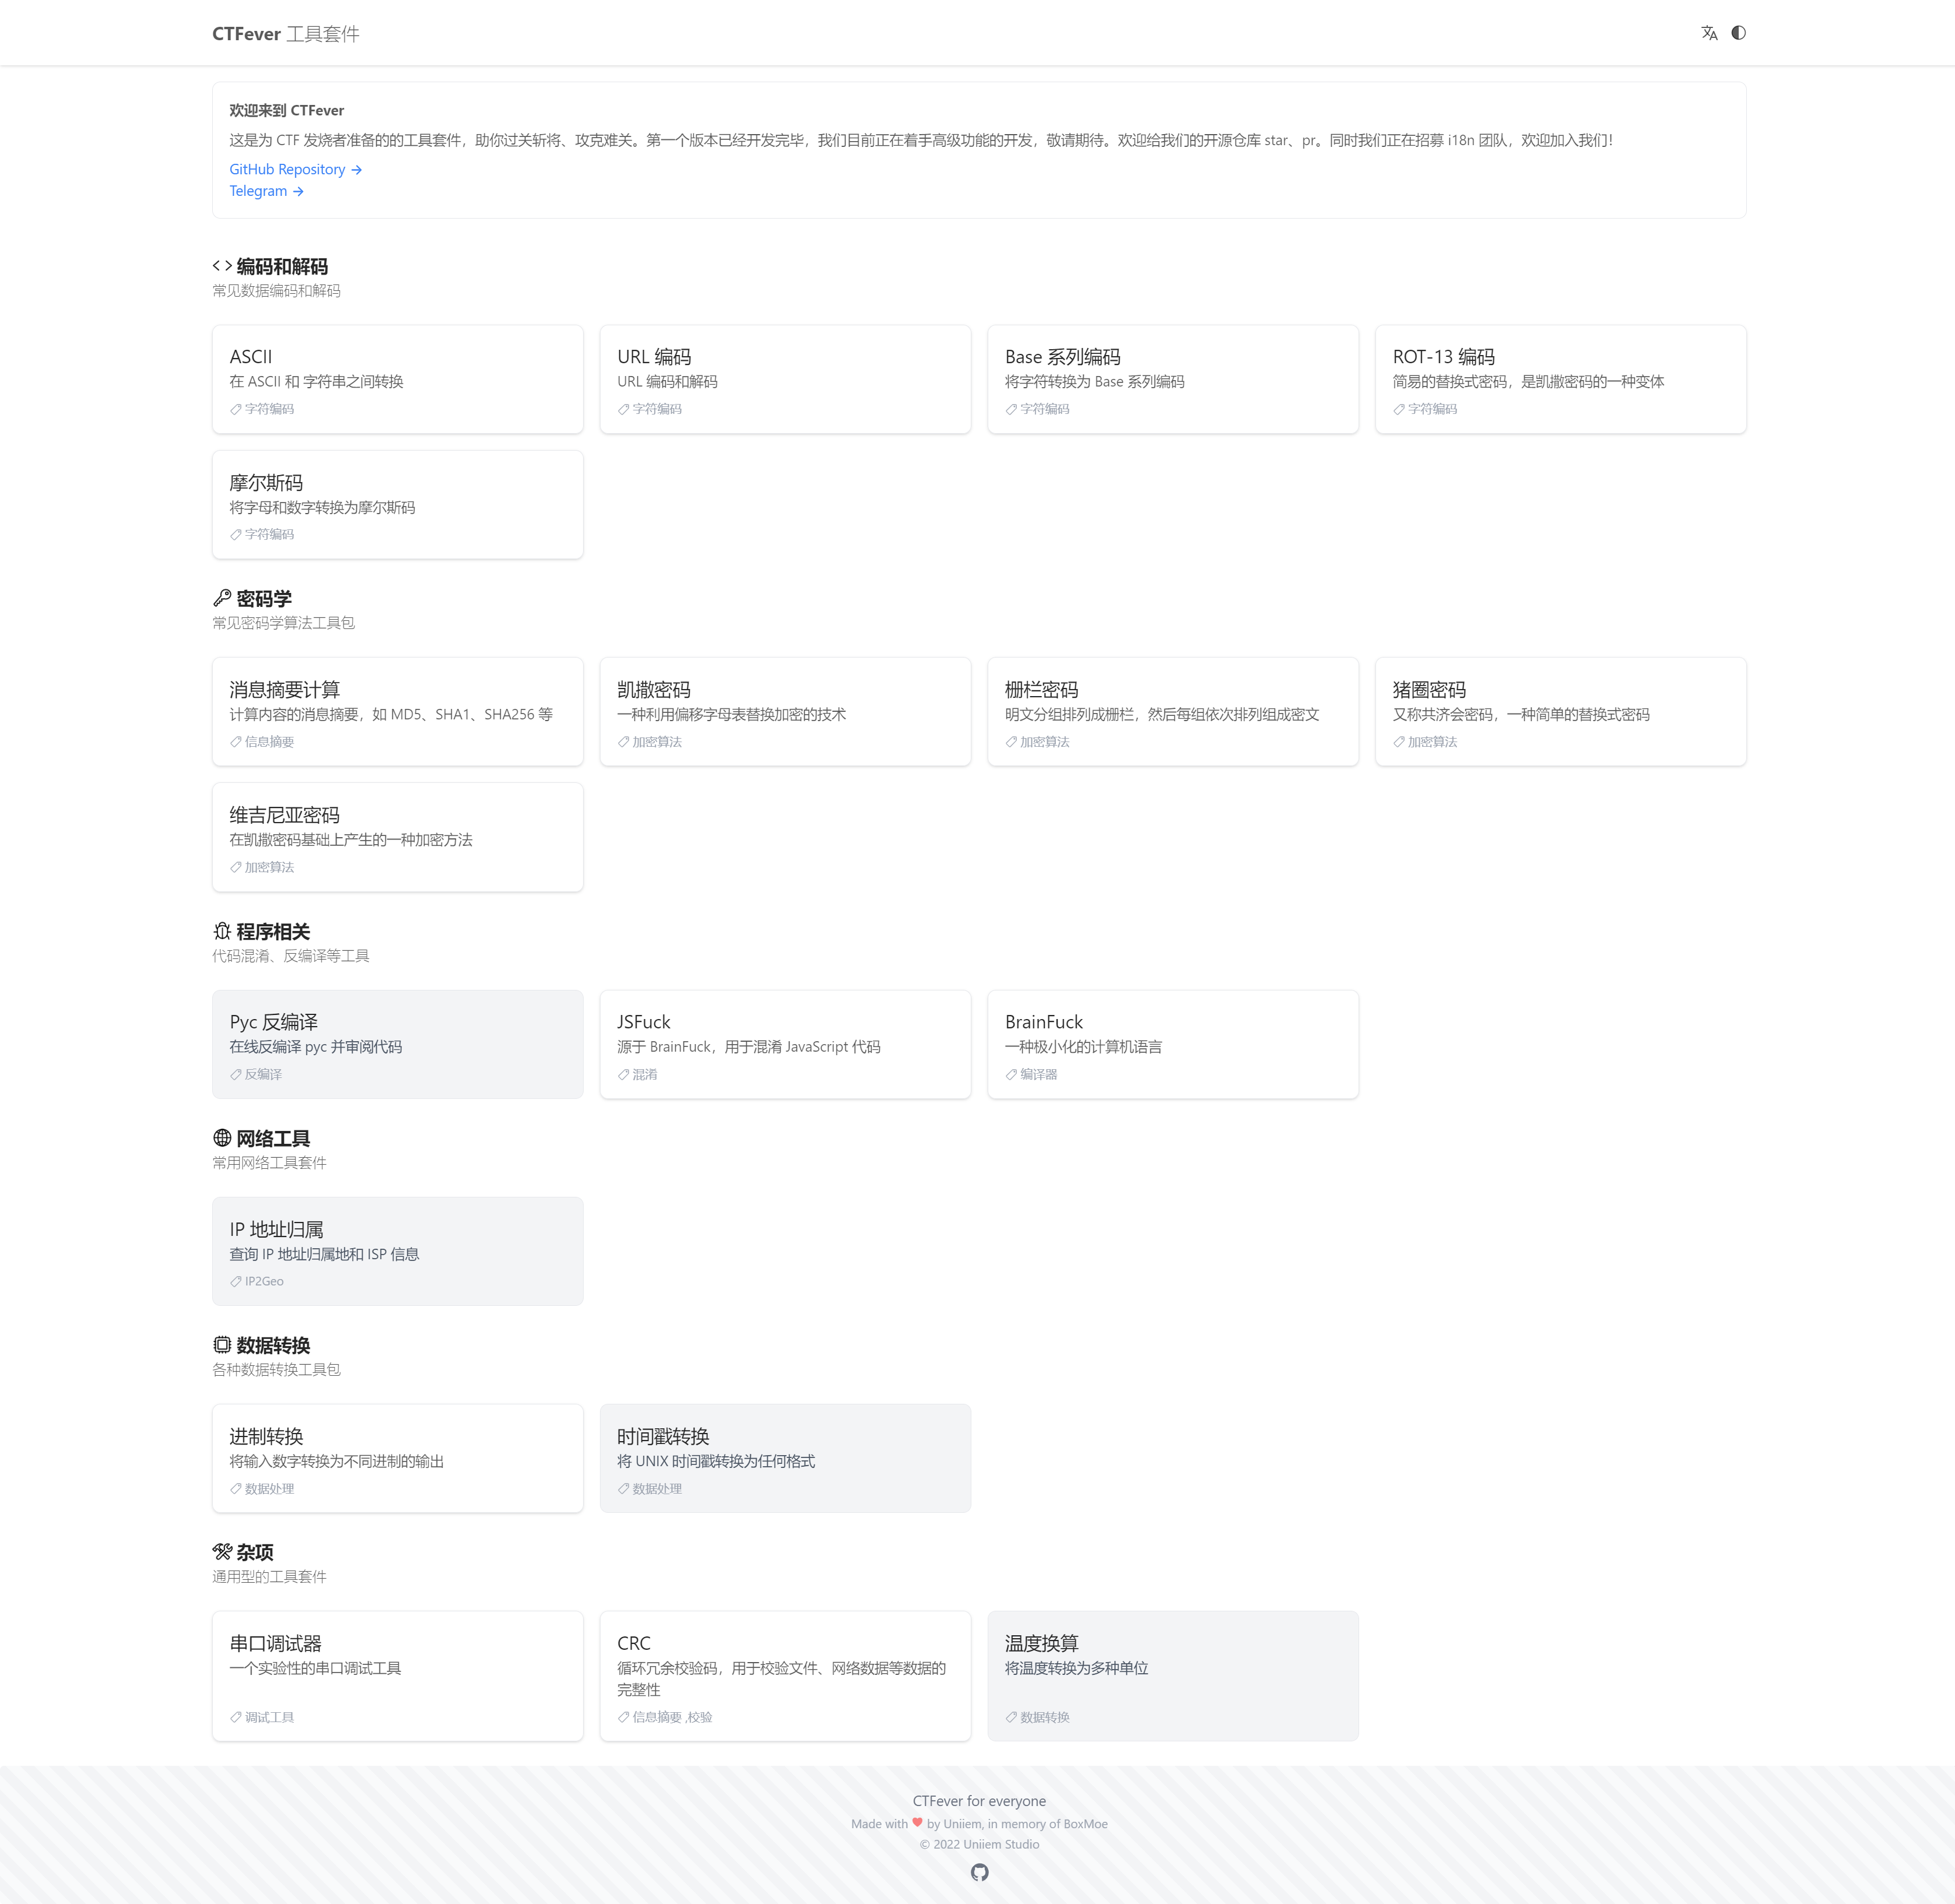 CTFever 工具套件
欢迎来到 CTFever
这是为 CTF 发烧者准备的的工具套件，助你过关斩将、攻克难关。第一个版本已经开发完毕，我们目前正在着手高级功能的开发，敬请期待。欢迎给我们的开源仓库 star、pr。同时我们正在招募 i18n 团队，欢迎加入我们！
GitHub Repository →
Telegram →
编码和解码
常见数据编码和解码
ASCII
在 ASCII 和 字符串之间转换
字符编码
URL 编码
URL 编码和解码
字符编码
Base 系列编码
将字符转换为 Base 系列编码
字符编码
ROT-13 编码
简易的替换式密码，是凯撒密码的一种变体
字符编码
摩尔斯码
将字母和数字转换为摩尔斯码
字符编码
密码学
常见密码学算法工具包
消息摘要计算
计算内容的消息摘要，如 MD5、SHA1、SHA256 等
信息摘要
凯撒密码
一种利用偏移字母表替换加密的技术
加密算法
栅栏密码
明文分组排列成栅栏，然后每组依次排列组成密文
加密算法
猪圈密码
又称共济会密码，一种简单的替换式密码
加密算法
维吉尼亚密码
在凯撒密码基础上产生的一种加密方法
加密算法
程序相关
代码混淆、反编译等工具
Pyc 反编译
在线反编译 pyc 并审阅代码
反编译
JSFuck
源于 BrainFuck，用于混淆 JavaScript 代码
混淆
BrainFuck
一种极小化的计算机语言
编译器
网络工具
常用网络工具套件
IP 地址归属
查询 IP 地址归属地和 ISP 信息
IP2Geo
数据转换
各种数据转换工具包
进制转换
将输入数字转换为不同进制的输出
数据处理
时间戳转换
将 UNIX 时间戳转换为任何格式
数据处理
杂项
通用型的工具套件
串口调试器
一个实验性的串口调试工具
调试工具
CRC
循环冗余校验码，用于校验文件、网络数据等数据的
完整性
信息摘要 ,校验
温度换算
将温度转换为多种单位
数据转换
CTFever for everyone
Made with ❤ by Uniiem, in memory of BoxMoe
© 2022 Uniiem Studio